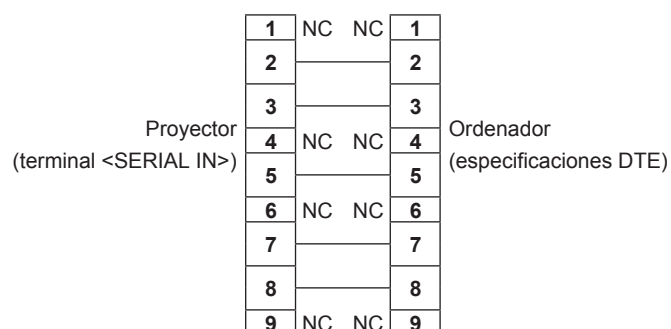 1 NC NC 1
2 2
3 3
Proyector
(terminal <SERIAL IN>)
4 NC NC 4
Ordenador
(especificaciones DTE)
5 5
6 NC NC 6
7 7
8 8
9 NC NC 9